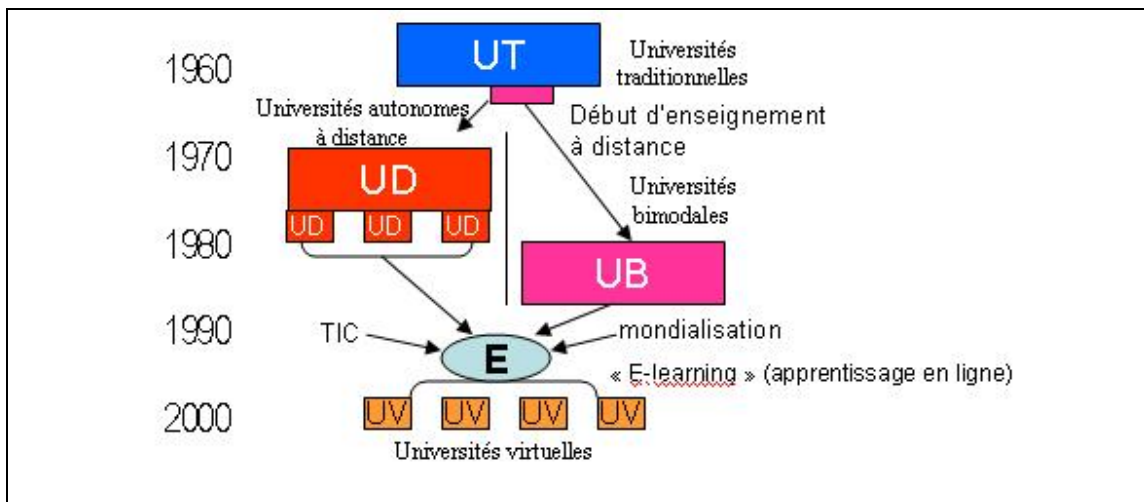 1960
UT
Universités
traditionnelles
Universités autonomes
à distance
Début d'enseignement
à distance
1970
UD
Universités
bimodales
UD UD UD
1980
UB
1990
TIC
E
mondialisation
« E-learning » (apprentissage en ligne)
2000
UV UV UV UV
Universités virtuelles